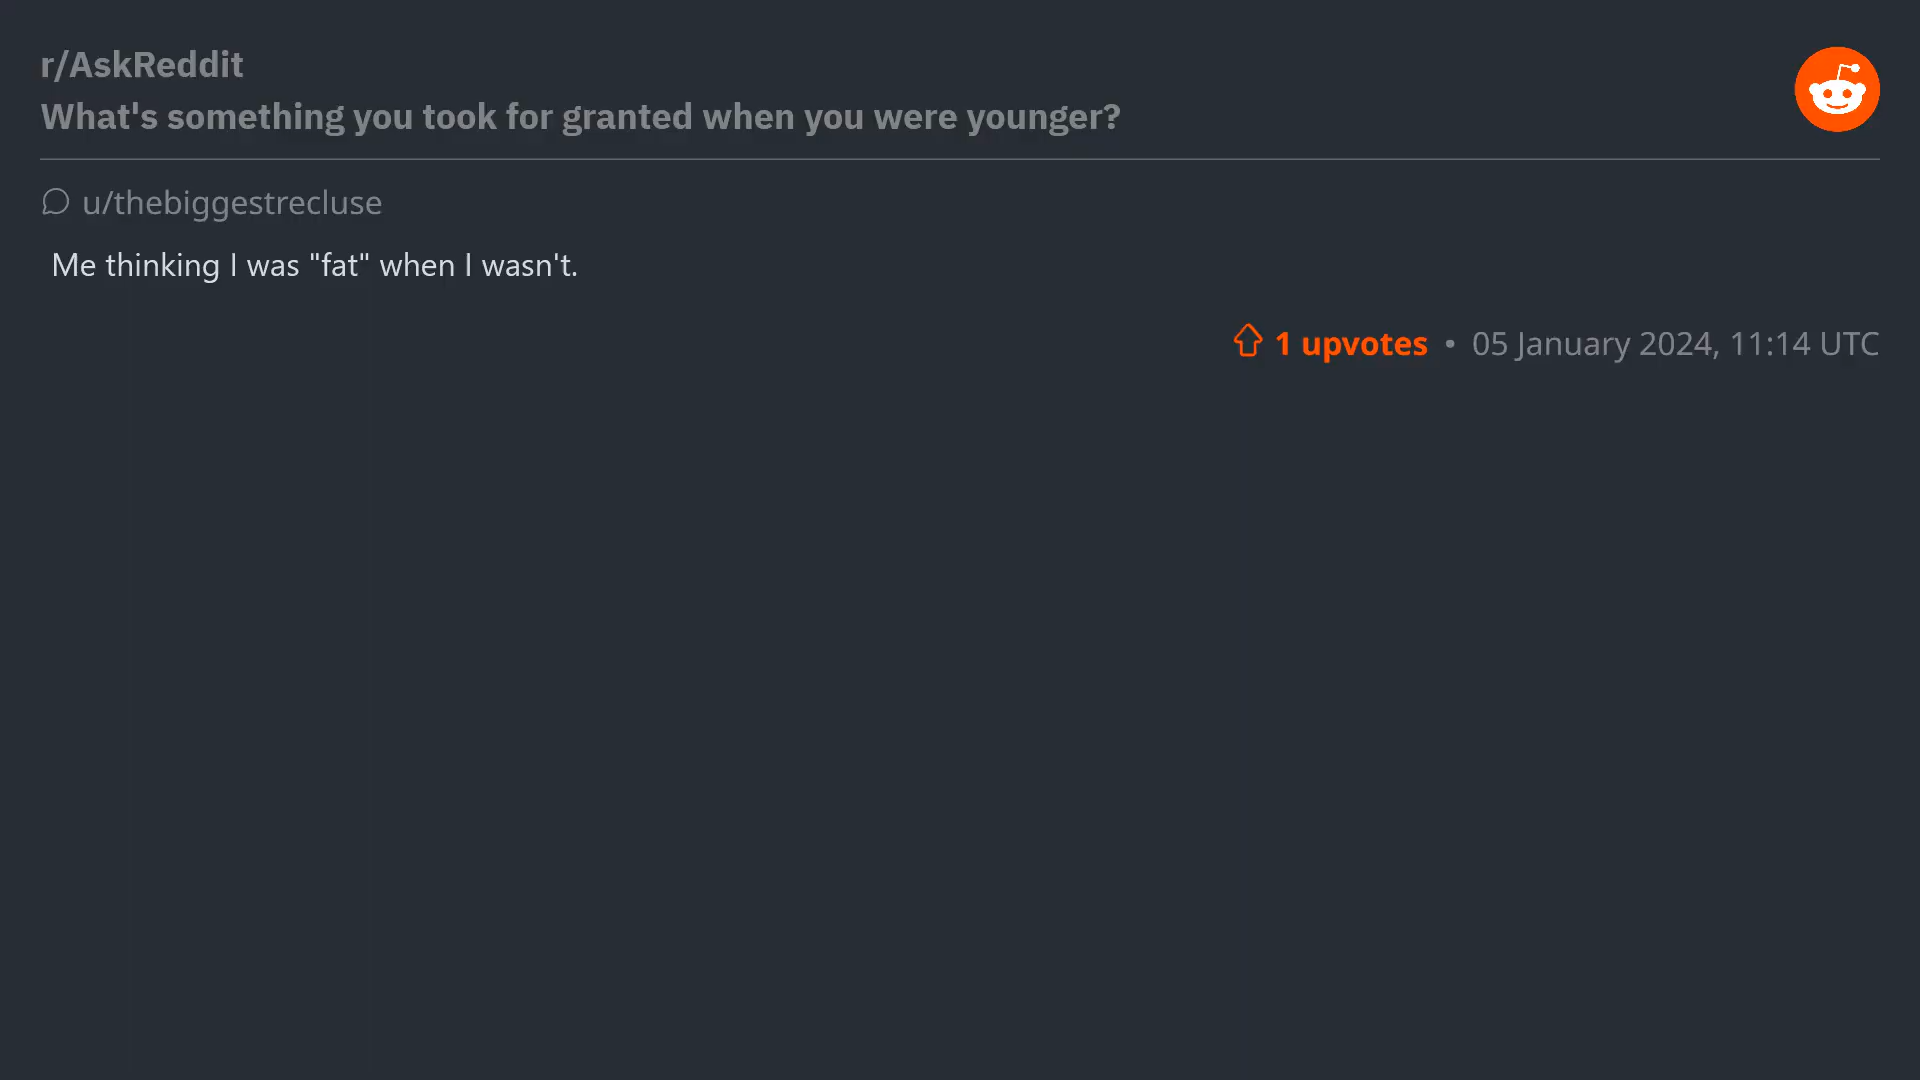 r/AskReddit
What's something you took for granted when you were younger?
u/thebiggestrecluse
Me thinking I was "fat" when I wasn't.
1 upvotes • 05 January 2024, 11:14 UTC